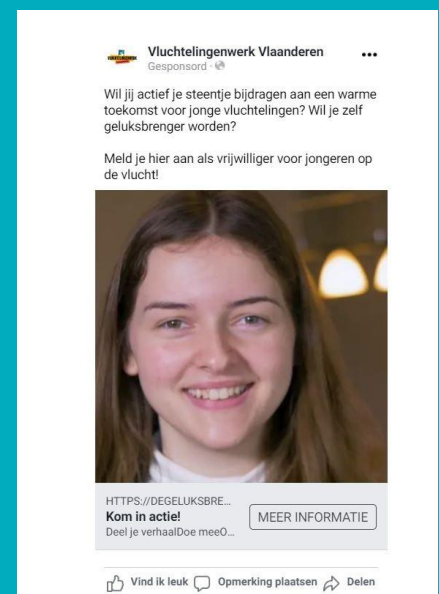 Vluchtelingenwerk Vlaanderen
Gesponsord ·
Wil jij actief je steentje bijdragen aan een warme
toekomst voor jonge vluchtelingen? Wil je zelf
geluksbrenger worden?
Meld je hier aan als vrijwilliger voor jongeren op
de vlucht!
HTTPS://DEGELUKSBRE...
Kom in actie!
Deel je verhaalDoe meeO...
MEER INFORMATIE
Vind ik leuk Opmerking plaatsen Delen